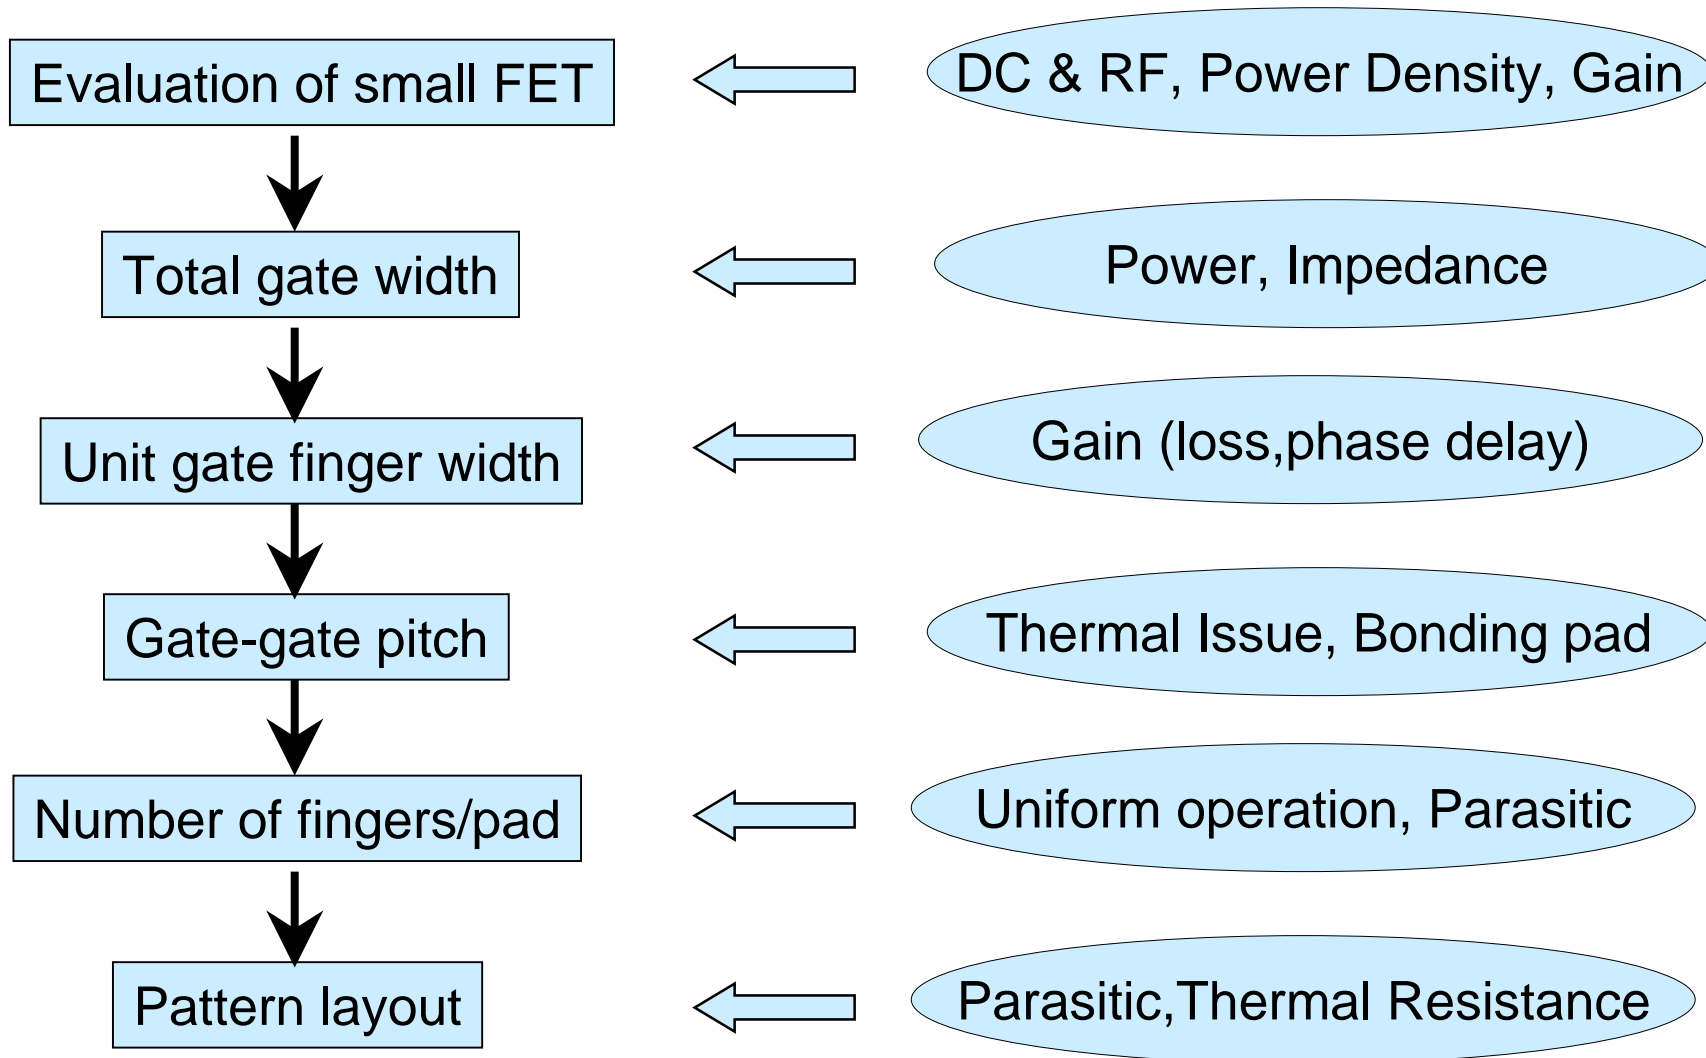 Evaluation of small FET
DC & RF, Power Density, Gain
Total gate width
Power, Impedance
Unit gate finger width
Gain (loss,phase delay)
Gate-gate pitch
Thermal Issue, Bonding pad
Number of fingers/pad
Uniform operation, Parasitic
Pattern layout
Parasitic,Thermal Resistance